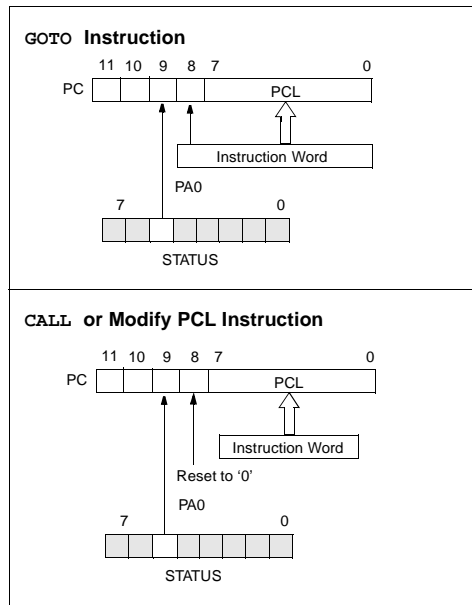 GOTO Instruction
11 10 9 8 7 0
PC
PCL
Instruction Word
PA0
7 0
STATUS
CALL or Modify PCL Instruction
11 10 9 8 7 0
PC
PCL
Instruction Word
Reset to ‘0’
PA0
7 0
STATUS